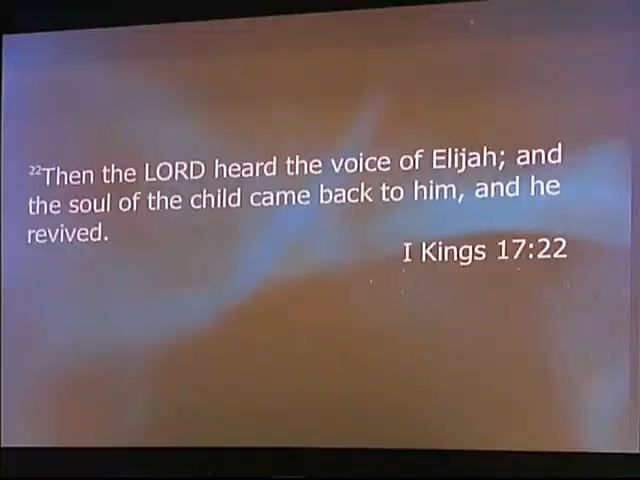 ²²Then the LORD heard the voice of Elijah; and
the soul of the child came back to him, and he
revived.
I Kings 17:22